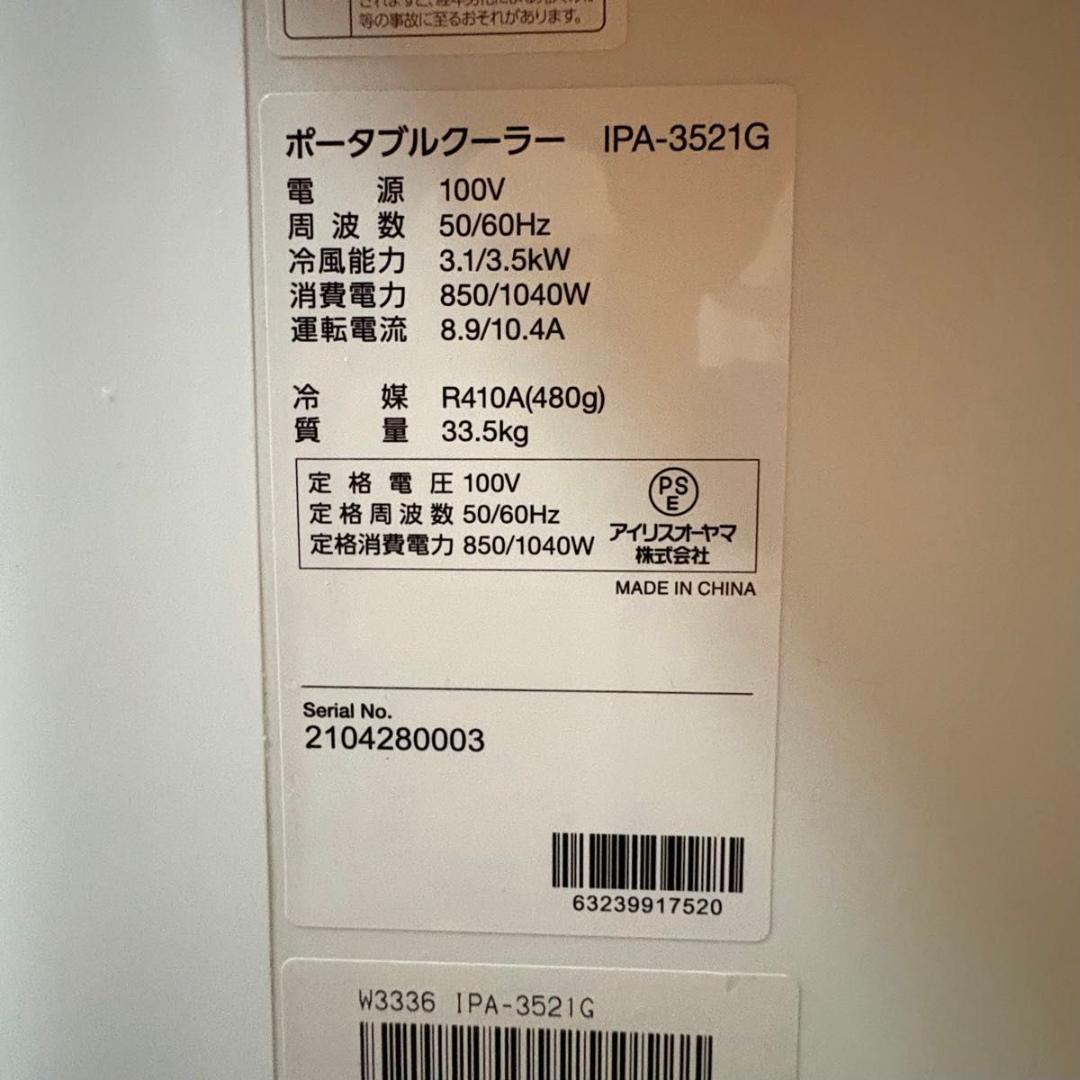 等の事故に至るおそれがあります。
ポータブルクーラー IPA-3521G
電源 100V
周波数 50/60Hz
冷風能力 3.1/3.5kW
消費電力 850/1040W
運転電流 8.9/10.4A
冷媒 R410A(480g)
質量 33.5kg
定格電圧 100V
定格周波数 50/60Hz
定格消費電力 850/1040W
PS
E
アイリスオーヤマ
株式会社
MADE IN CHINA
Serial No.
2104280003
63239917520
W3336 IPA-3521G